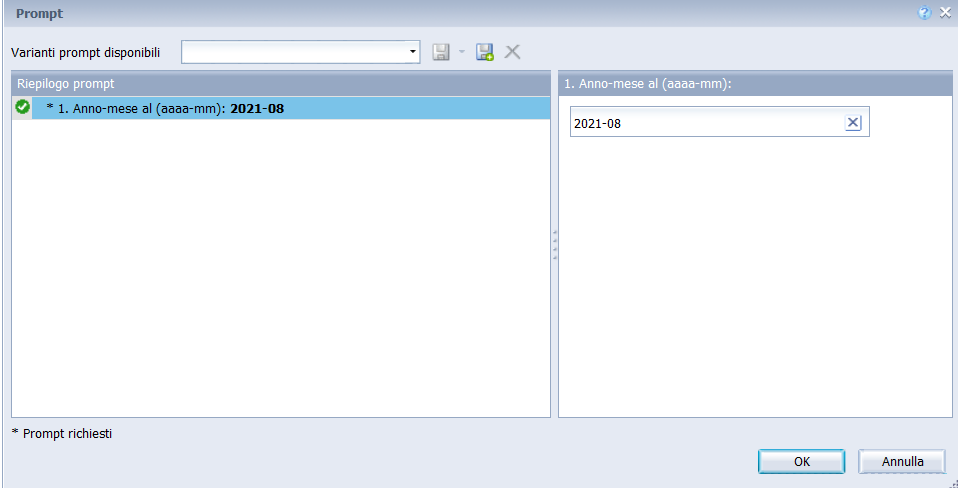 Prompt
Varianti prompt disponibili
Riepilogo prompt
* 1. Anno-mese al (aaaa-mm): 2021-08
1. Anno-mese al (aaaa-mm):
2021-08
* Prompt richiesti
OK
Annulla